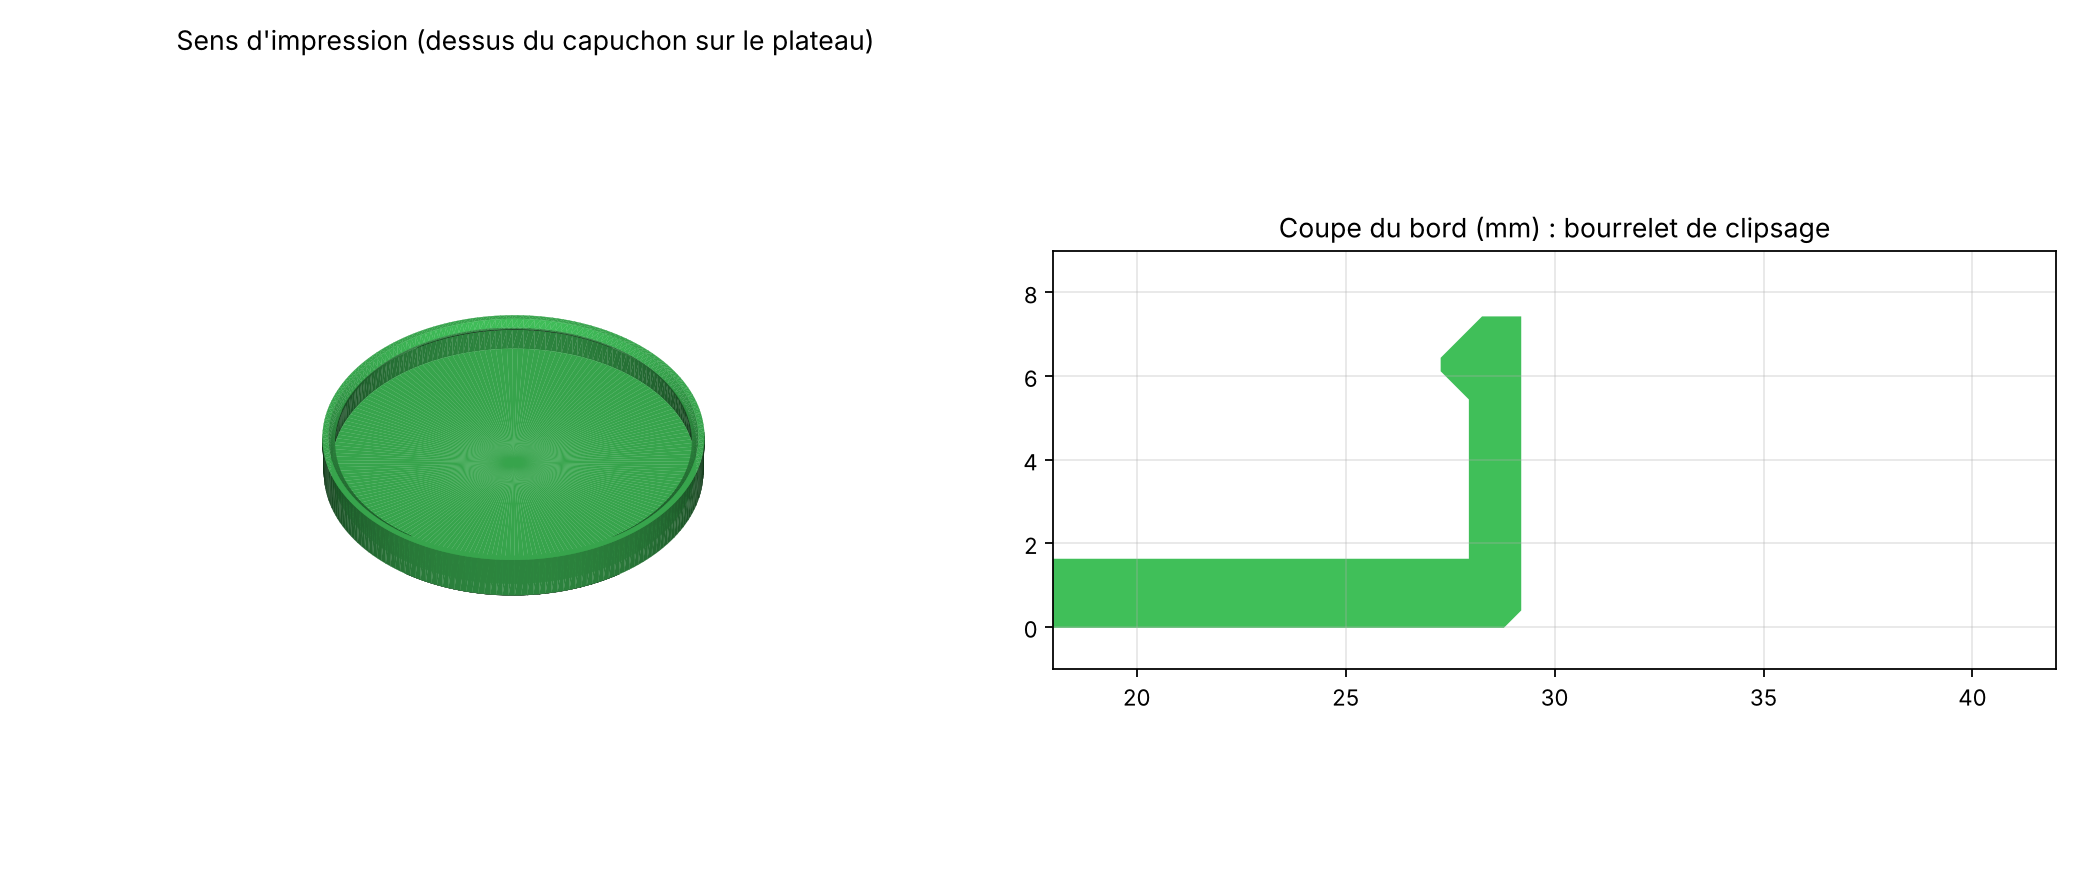 Sens d'impression (dessus du capuchon sur le plateau)
Coupe du bord (mm) : bourrelet de clipsage
8
6
4
2
0
20 25 30 35 40